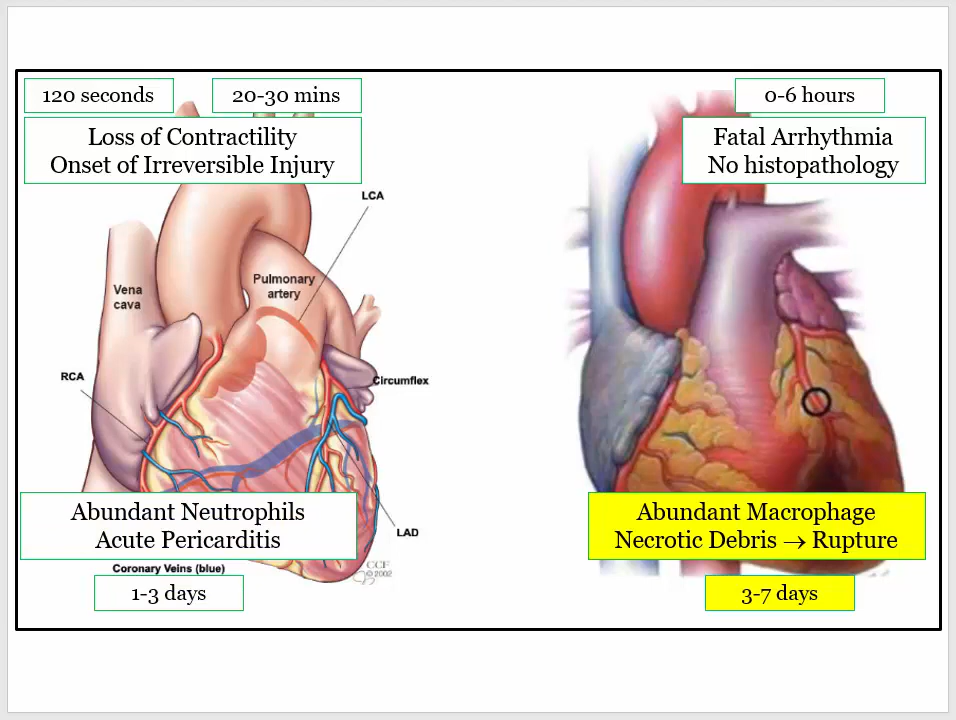 120 seconds
20-30 mins
Loss of Contractility
Onset of Irreversible Injury
0-6 hours
Fatal Arrhythmia
No histopathology
LCA
Vena
cava
Pulmonary
artery
RCA
Circumflex
LAD
Abundant Neutrophils
Acute Pericarditis
Coronary Veins (blue)
CCF
© 2002
1-3 days
Abundant Macrophage
Necrotic Debris → Rupture
3-7 days